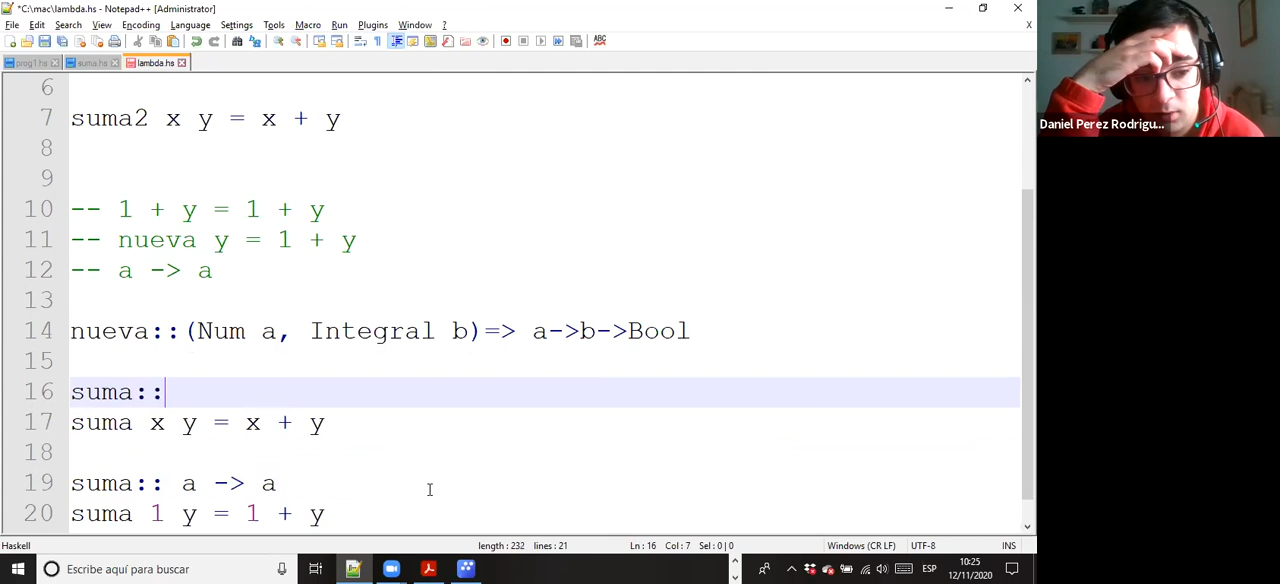 *C:\mac\lambda.hs - Notepad++ [Administrator]
File Edit Search View Encoding Language Settings Tools Macro Run Plugins Window ?
prog1.hs suma.hs lambda.hs
6
7 suma2 x y = x + y
8
9
10 -- 1 + y = 1 + y
11 -- nueva y = 1 + y
12 -- a -> a
13
14 nueva::(Num a, Integral b)=> a->b->Bool
15
16 suma::
17 suma x y = x + y
18
19 suma:: a -> a
20 suma 1 y = 1 + y
Haskell length : 232 lines : 21 Ln : 16 Col : 7 Sel : 0 | 0 Windows (CR LF) UTF-8 INS
Escribe aquí para buscar
ESP
10:25
12/11/2020
Daniel Perez Rodrigu...